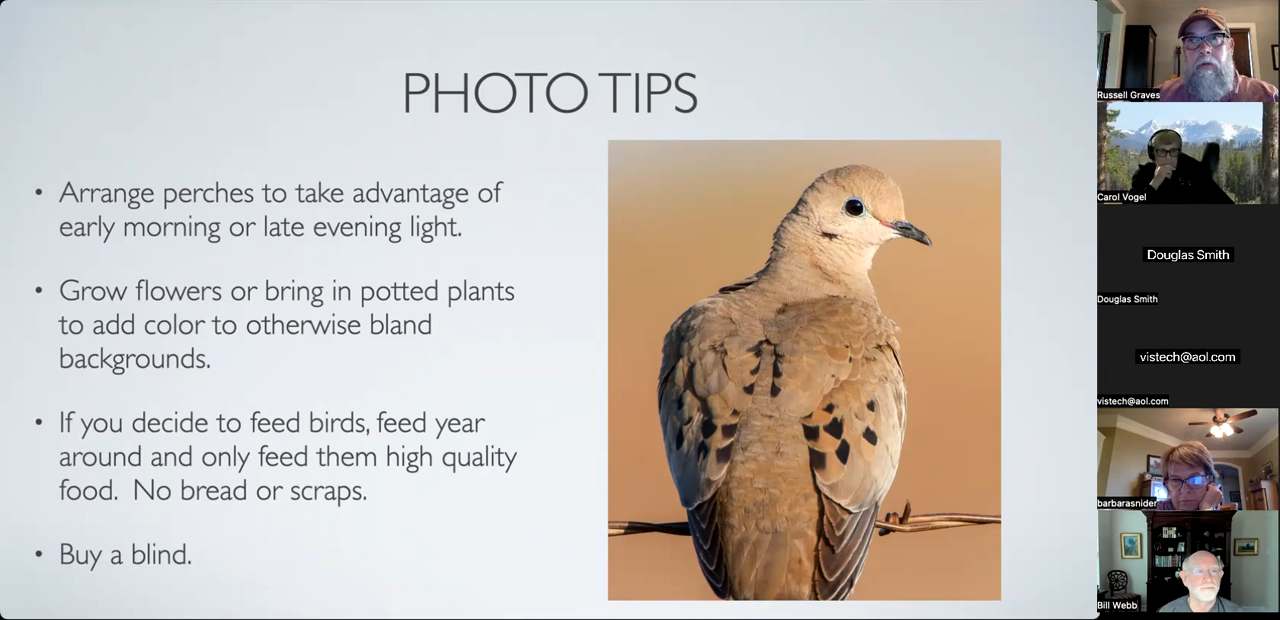 PHOTO TIPS
• Arrange perches to take advantage of
early morning or late evening light.
• Grow flowers or bring in potted plants
to add color to otherwise bland
backgrounds.
• If you decide to feed birds, feed year
around and only feed them high quality
food.  No bread or scraps.
• Buy a blind.
Russell Graves
Carol Vogel
Douglas Smith
Douglas Smith
vistech@aol.com
vistech@aol.com
barbarasnider
Bill Webb